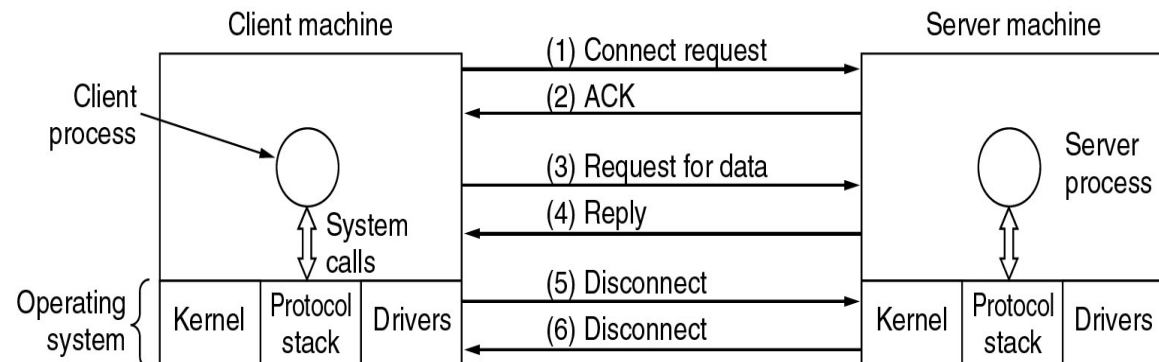 Client machine
Server machine
(1) Connect request
(2) ACK
Client
process
(3) Request for data
Server
process
(4) Reply
System
calls
(5) Disconnect
Operating
system
Kernel
Protocol
stack
Drivers
(6) Disconnect
Kernel
Protocol
stack
Drivers